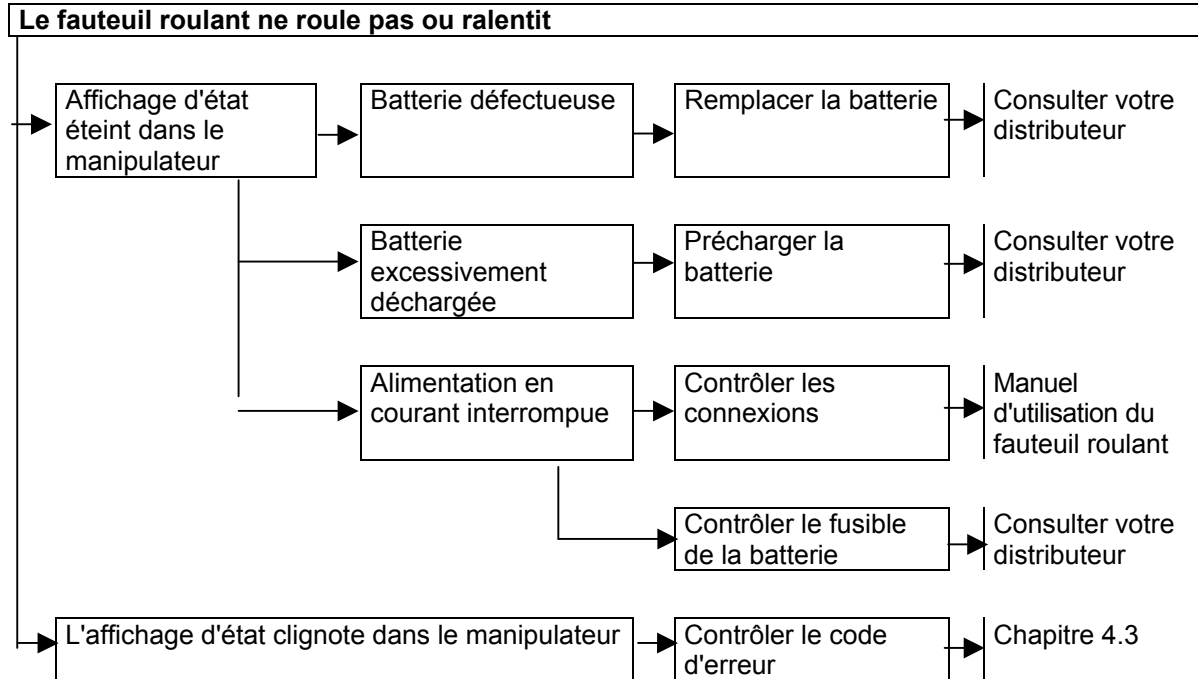 Le fauteuil roulant ne roule pas ou ralentit
Affichage d'état
éteint dans le
manipulateur
Batterie défectueuse
Remplacer la batterie
Consulter votre
distributeur
Batterie
excessivement
déchargée
Précharger la
batterie
Consulter votre
distributeur
Alimentation en
courant interrompue
Contrôler les
connexions
Manuel
d'utilisation du
fauteuil roulant
Contrôler le fusible
de la batterie
Consulter votre
distributeur
L'affichage d'état clignote dans le manipulateur
Contrôler le code
d'erreur
Chapitre 4.3